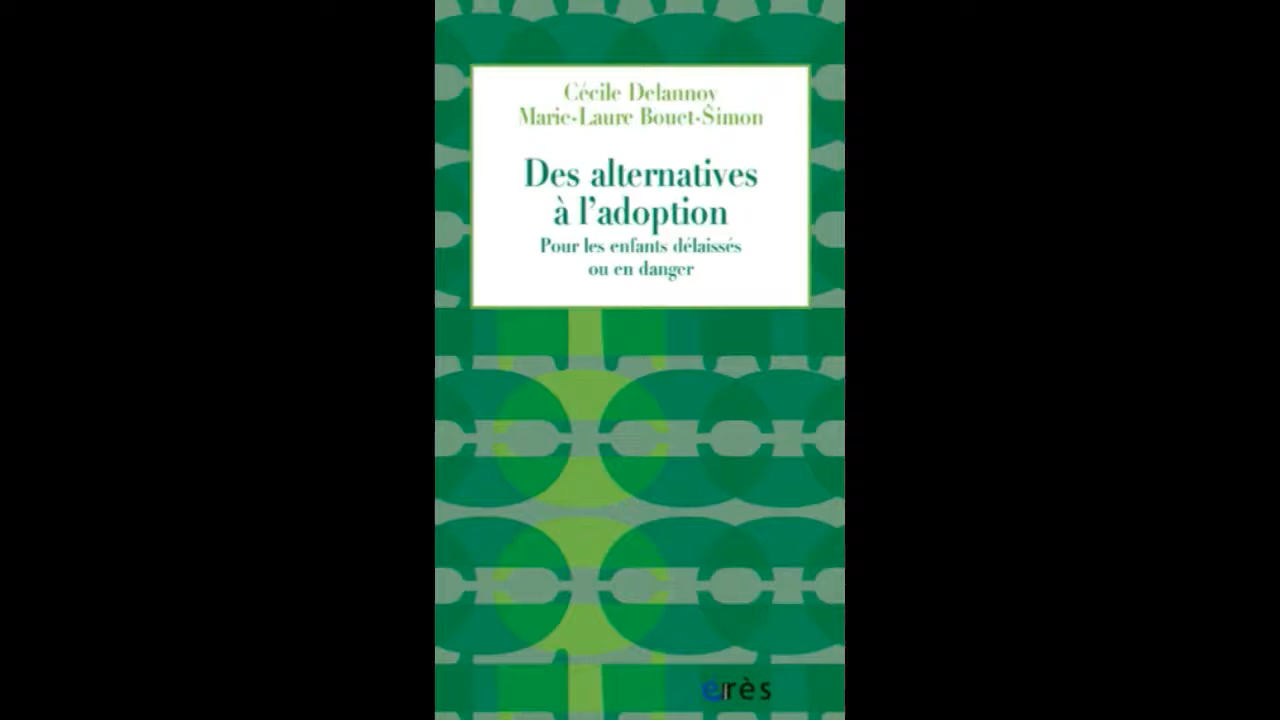 Cécile Delannoy
Marie-Laure Bouet-Simon
Des alternatives
à l'adoption
Pour les enfants délaissés
ou en danger
érès